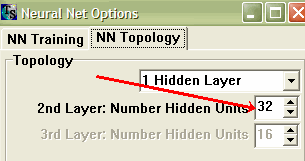 Neural Net Options
NN Training NN Topology
Topology
1 Hidden Layer
2nd Layer: Number Hidden Units 32
3rd Layer: Number Hidden Units 16